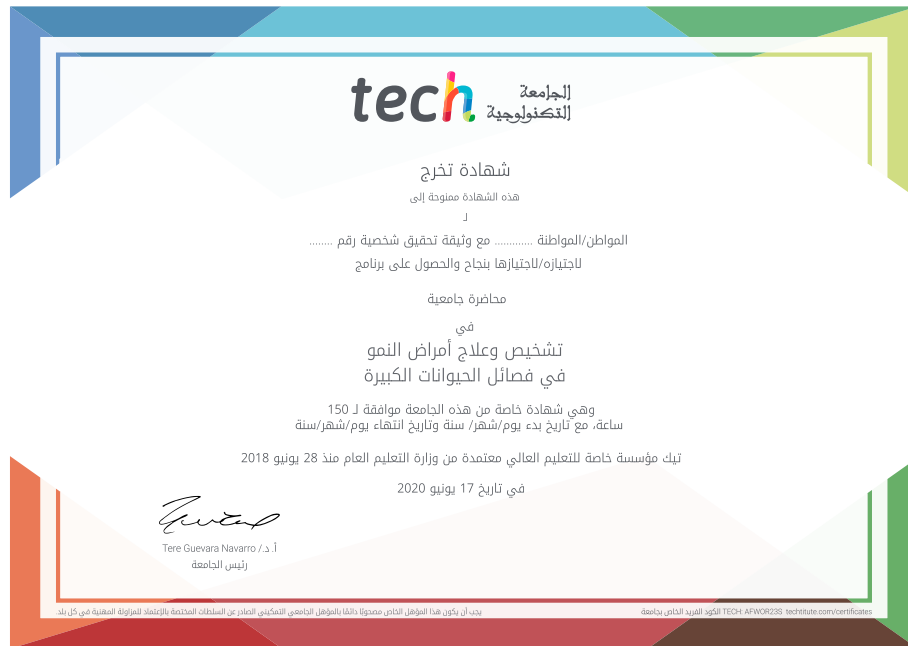 tech الجامعة
التكنولوجية
شهادة تخرج
هذه الشهادة ممنوحة إلى
لـ
المواطن/المواطنة ............. مع وثيقة تحقيق شخصية رقم ........
لاجتيازه/لاجتيازها بنجاح والحصول على برنامج
محاضرة جامعية
في
تشخيص وعلاج أمراض النمو
في فصائل الحيوانات الكبيرة
وهي شهادة خاصة من هذه الجامعة موافقة لـ 150
ساعة، مع تاريخ بدء يوم/شهر/ سنة وتاريخ انتهاء يوم/شهر/سنة
تيك مؤسسة خاصة للتعليم العالي معتمدة من وزارة التعليم العام منذ 28 يونيو 2018
في تاريخ 17 يونيو 2020
أ.د./ Tere Guevara Navarro
رئيس الجامعة
يجب أن يكون هذا المؤهل الخاص مصحوبًا دائمًا بالمؤهل الجامعي التمكيني الصادر عن السلطات المختصة بالإعتماد للمزاولة المهنية في كل بلد.
الكود الفريد الخاص بجامعة TECH: AFWOR23S techtitute.com/certificates